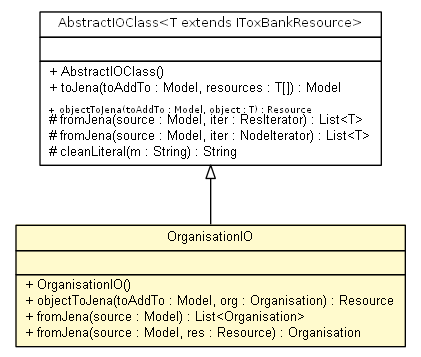 AbstractIOClass<T extends IToxBankResource>
+ AbstractIOClass()
+ toJena(toAddTo : Model, resources : T[]) : Model
+ objectToJena(toAddTo : Model, object : T) : Resource
# fromJena(source : Model, iter : ResIterator) : List<T>
# fromJena(source : Model, iter : NodeIterator) : List<T>
# cleanLiteral(m : String) : String
OrganisationIO
+ OrganisationIO()
+ objectToJena(toAddTo : Model, org : Organisation) : Resource
+ fromJena(source : Model) : List<Organisation>
+ fromJena(source : Model, res : Resource) : Organisation